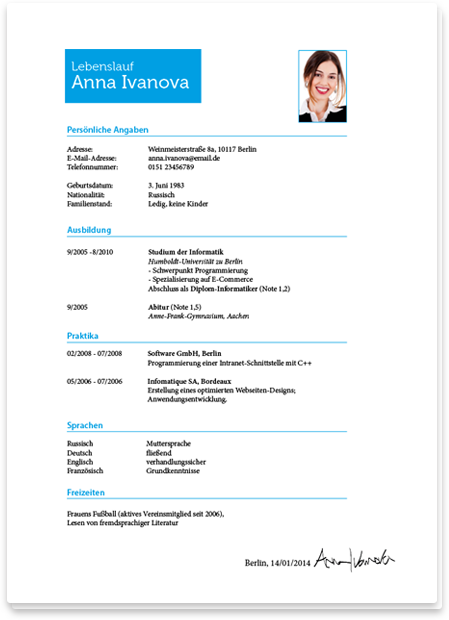 Lebenslauf
Anna Ivanova
Persönliche Angaben
Adresse: Weinmeisterstraße 8a, 10117 Berlin
E-Mail-Adresse: anna.ivanova@email.de
Telefonnummer: 0151 23456789
Geburtsdatum: 3. Juni 1983
Nationalität: Russisch
Familienstand: Ledig, keine Kinder
Ausbildung
9/2005 -8/2010 Studium der Informatik
Humboldt-Universität zu Berlin
- Schwerpunkt Programmierung
- Spezialisierung auf E-Commerce
Abschluss als Diplom-Informatiker (Note 1,2)
9/2005 Abitur (Note 1,5)
Anne-Frank-Gymnasium, Aachen
Praktika
02/2008 - 07/2008 Software GmbH, Berlin
Programmierung einer Intranet-Schnittstelle mit C++
05/2006 - 07/2006 Infomatique SA, Bordeaux
Erstellung eines optimierten Webseiten-Designs;
Anwendungsentwicklung.
Sprachen
Russisch Muttersprache
Deutsch fließend
Englisch verhandlungssicher
Französisch Grundkenntnisse
Freizeiten
Frauens Fußball (aktives Vereinsmitglied seit 2006),
Lesen von fremdsprachiger Literatur
Berlin, 14/01/2014 Anna Ivanova